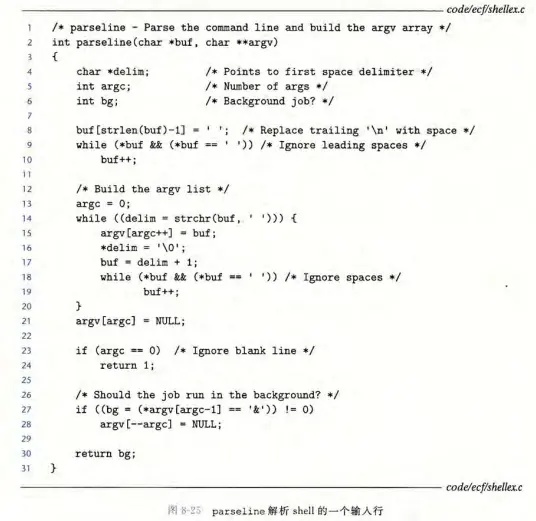 code/ecf/shellex.c
1 /* parseline - Parse the command line and build the argv array */
2 int parseline(char *buf, char **argv)
3 {
4     char *delim;          /* Points to first space delimiter */
5     int argc;             /* Number of args */
6     int bg;               /* Background job? */
7
8     buf[strlen(buf)-1] = ' ';  /* Replace trailing '\n' with space */
9     while (*buf && (*buf == ' ')) /* Ignore leading spaces */
10         buf++;
11
12     /* Build the argv list */
13     argc = 0;
14     while ((delim = strchr(buf, ' '))) {
15         argv[argc++] = buf;
16         *delim = '\0';
17         buf = delim + 1;
18         while (*buf && (*buf == ' ')) /* Ignore spaces */
19             buf++;
20     }
21     argv[argc] = NULL;
22
23     if (argc == 0)  /* Ignore blank line */
24         return 1;
25
26     /* Should the job run in the background? */
27     if ((bg = (*argv[argc-1] == '&')) != 0)
28         argv[--argc] = NULL;
29
30     return bg;
31 }
code/ecf/shellex.c
图 8-25 parseline 解析 shell 的一个输入行